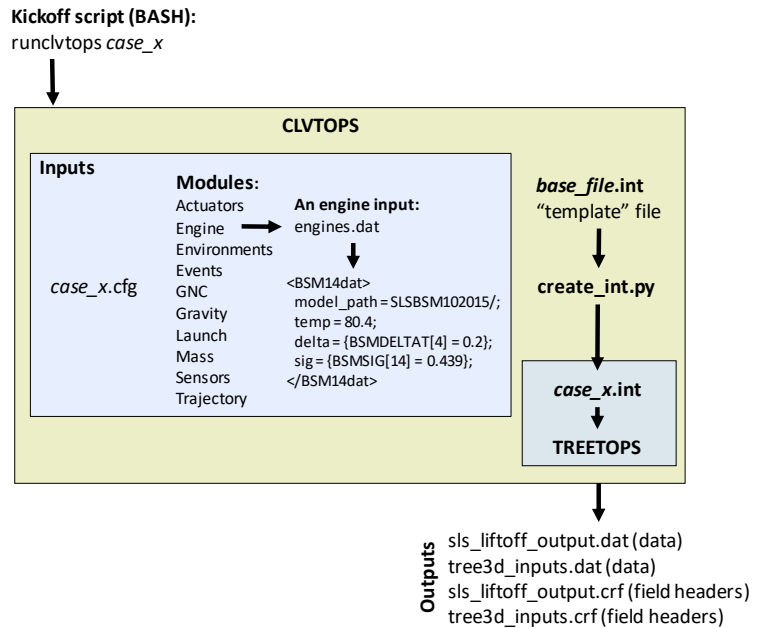 Kickoff script (BASH):
runclvtops case_x
CLVTOPS
Inputs
case_x.cfg
Modules:
Actuators
Engine
Environments
Events
GNC
Gravity
Launch
Mass
Sensors
Trajectory
An engine input:
engines.dat
<BSM14dat>
model_path = SLSBSM102015/;
temp = 80.4;
delta = {BSMDELTAT[4] = 0.2};
sig = {BSMSIG[14] = 0.439};
</BSM14dat>
base_file.int
“template” file
create_int.py
case_x.int
TREETOPS
Outputs
sls_liftoff_output.dat (data)
tree3d_inputs.dat (data)
sls_liftoff_output.crf (field headers)
tree3d_inputs.crf (field headers)